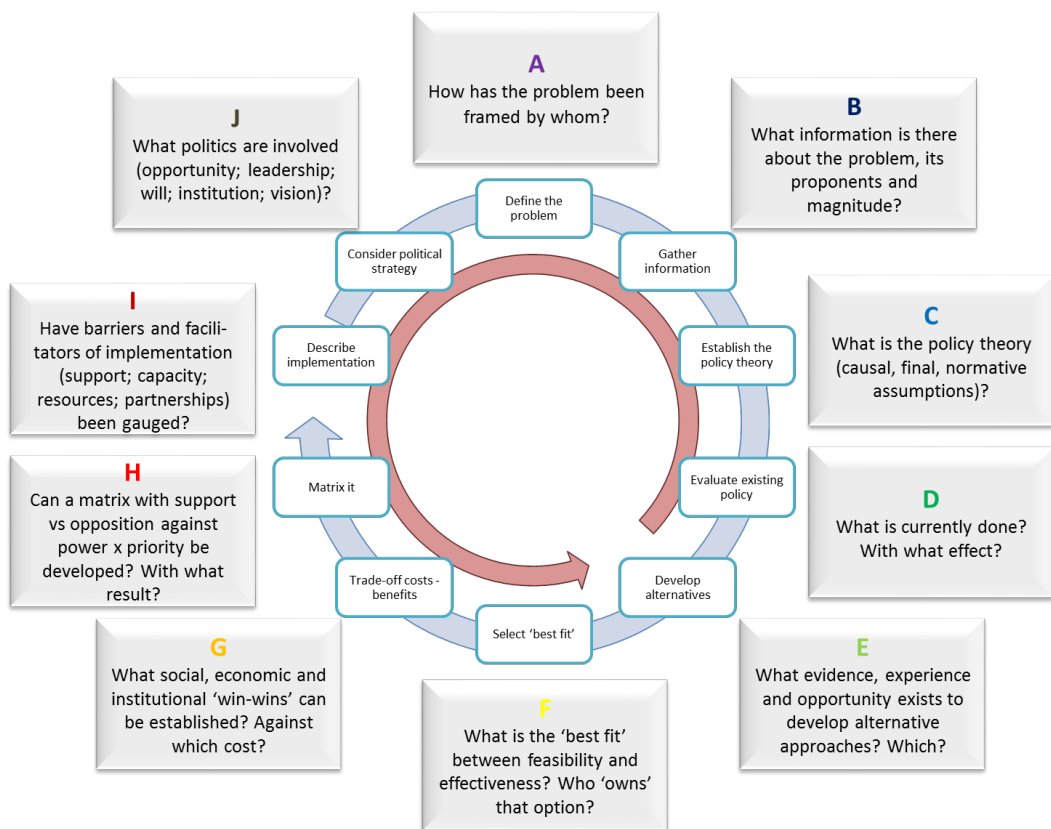 A
How has the problem been
framed by whom?
B
What information is there
about the problem, its
proponents and
magnitude?
C
What is the policy theory
(causal, final, normative
assumptions)?
D
What is currently done?
With what effect?
E
What evidence, experience
and opportunity exists to
develop alternative
approaches? Which?
F
What is the ‘best fit’
between feasibility and
effectiveness? Who ‘owns’
that option?
G
What social, economic and
institutional ‘win-wins’ can
be established? Against
which cost?
H
Can a matrix with support
vs opposition against
power x priority be
developed? With what
result?
I
Have barriers and facili-
tators of implementation
(support; capacity;
resources; partnerships)
been gauged?
J
What politics are involved
(opportunity; leadership;
will; institution; vision)?
Define the
problem
Gather
information
Establish the
policy theory
Evaluate existing
policy
Develop
alternatives
Select ‘best fit’
Trade-off costs -
benefits
Matrix it
Describe
implementation
Consider political
strategy